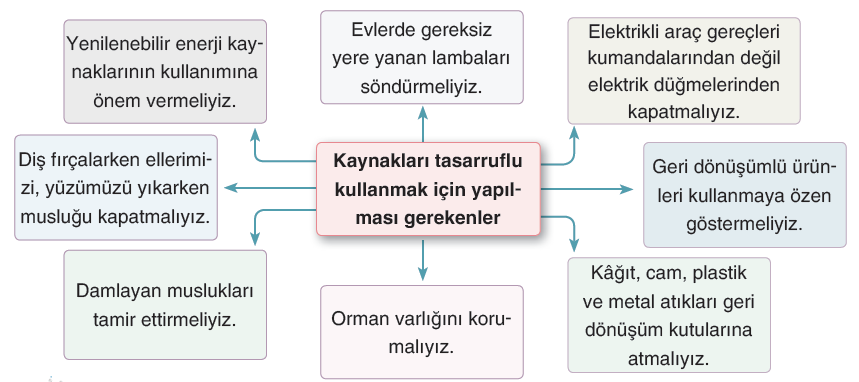 Yenilenebilir enerji kay-
naklarının kullanımına
önem vermeliyiz.
Evlerde gereksiz
yere yanan lambaları
söndürmeliyiz.
Elektrikli araç gereçleri
kumandalarından değil
elektrik düğmelerinden
kapatmalıyız.
Diş fırçalarken ellerimi-
zi, yüzümüzü yıkarken
musluğu kapatmalıyız.
Kaynakları tasarruflu
kullanmak için yapıl-
ması gerekenler
Geri dönüşümlü ürün-
leri kullanmaya özen
göstermeliyiz.
Damlayan muslukları
tamir ettirmeliyiz.
Orman varlığını koru-
malıyız.
Kâğıt, cam, plastik
ve metal atıkları geri
dönüşüm kutularına
atmalıyız.